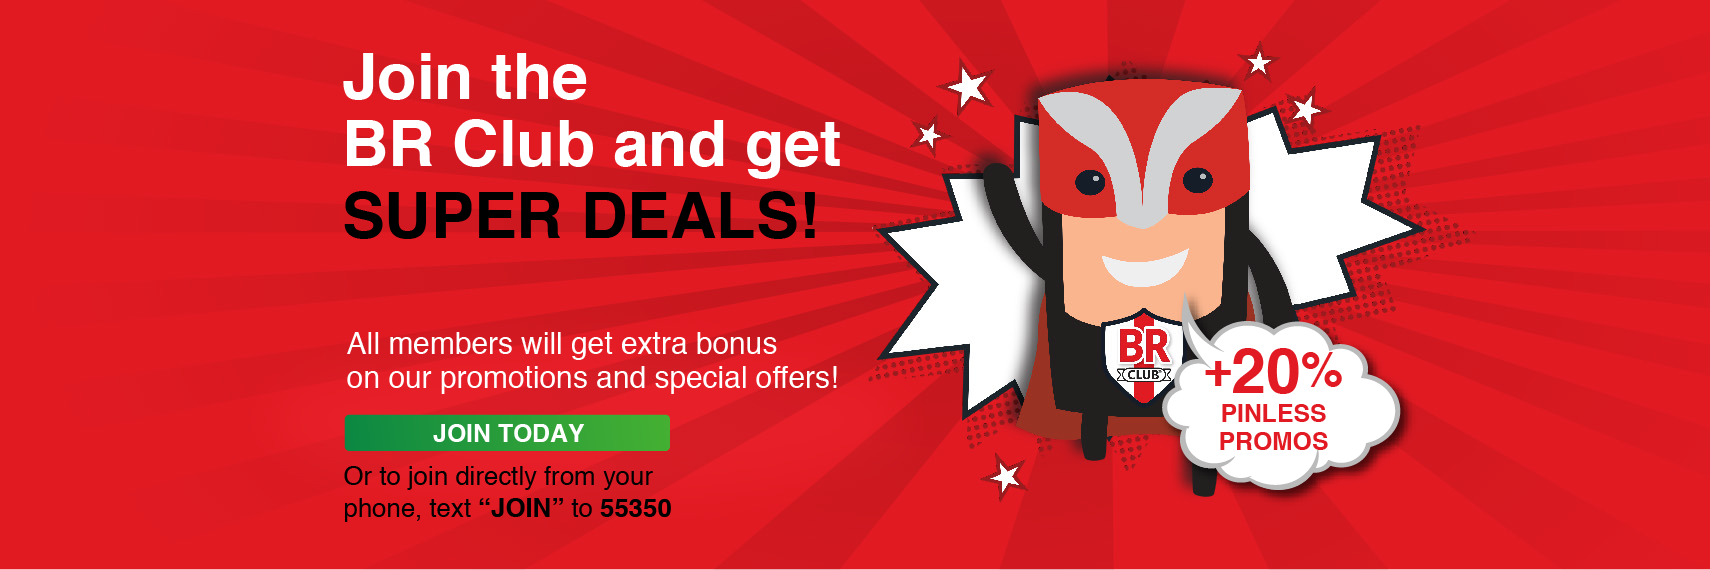 Join the
BR Club and get
SUPER DEALS!
All members will get extra bonus
on our promotions and special offers!
JOIN TODAY
Or to join directly from your
phone, text “JOIN” to 55350
BR
CLUB
+20%
PINLESS
PROMOS